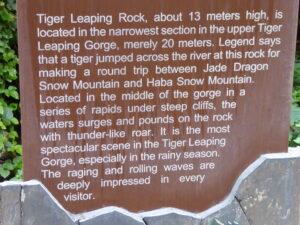 Tiger Leaping Rock, about 13 meters high, is
located in the narrowest section in the upper Tiger
Leaping Gorge, merely 20 meters. Legend says
that a tiger jumped across the river at this rock for
making a round trip between Jade Dragon
Snow Mountain and Haba Snow Mountain.
Located in the middle of the gorge in a
series of rapids under steep cliffs, the
waters surges and pounds on the rock
with thunder-like roar. It is the most
spectacular scene in the Tiger Leaping
Gorge, especially in the rainy season.
The raging and rolling waves are
deeply impressed in every
visitor.